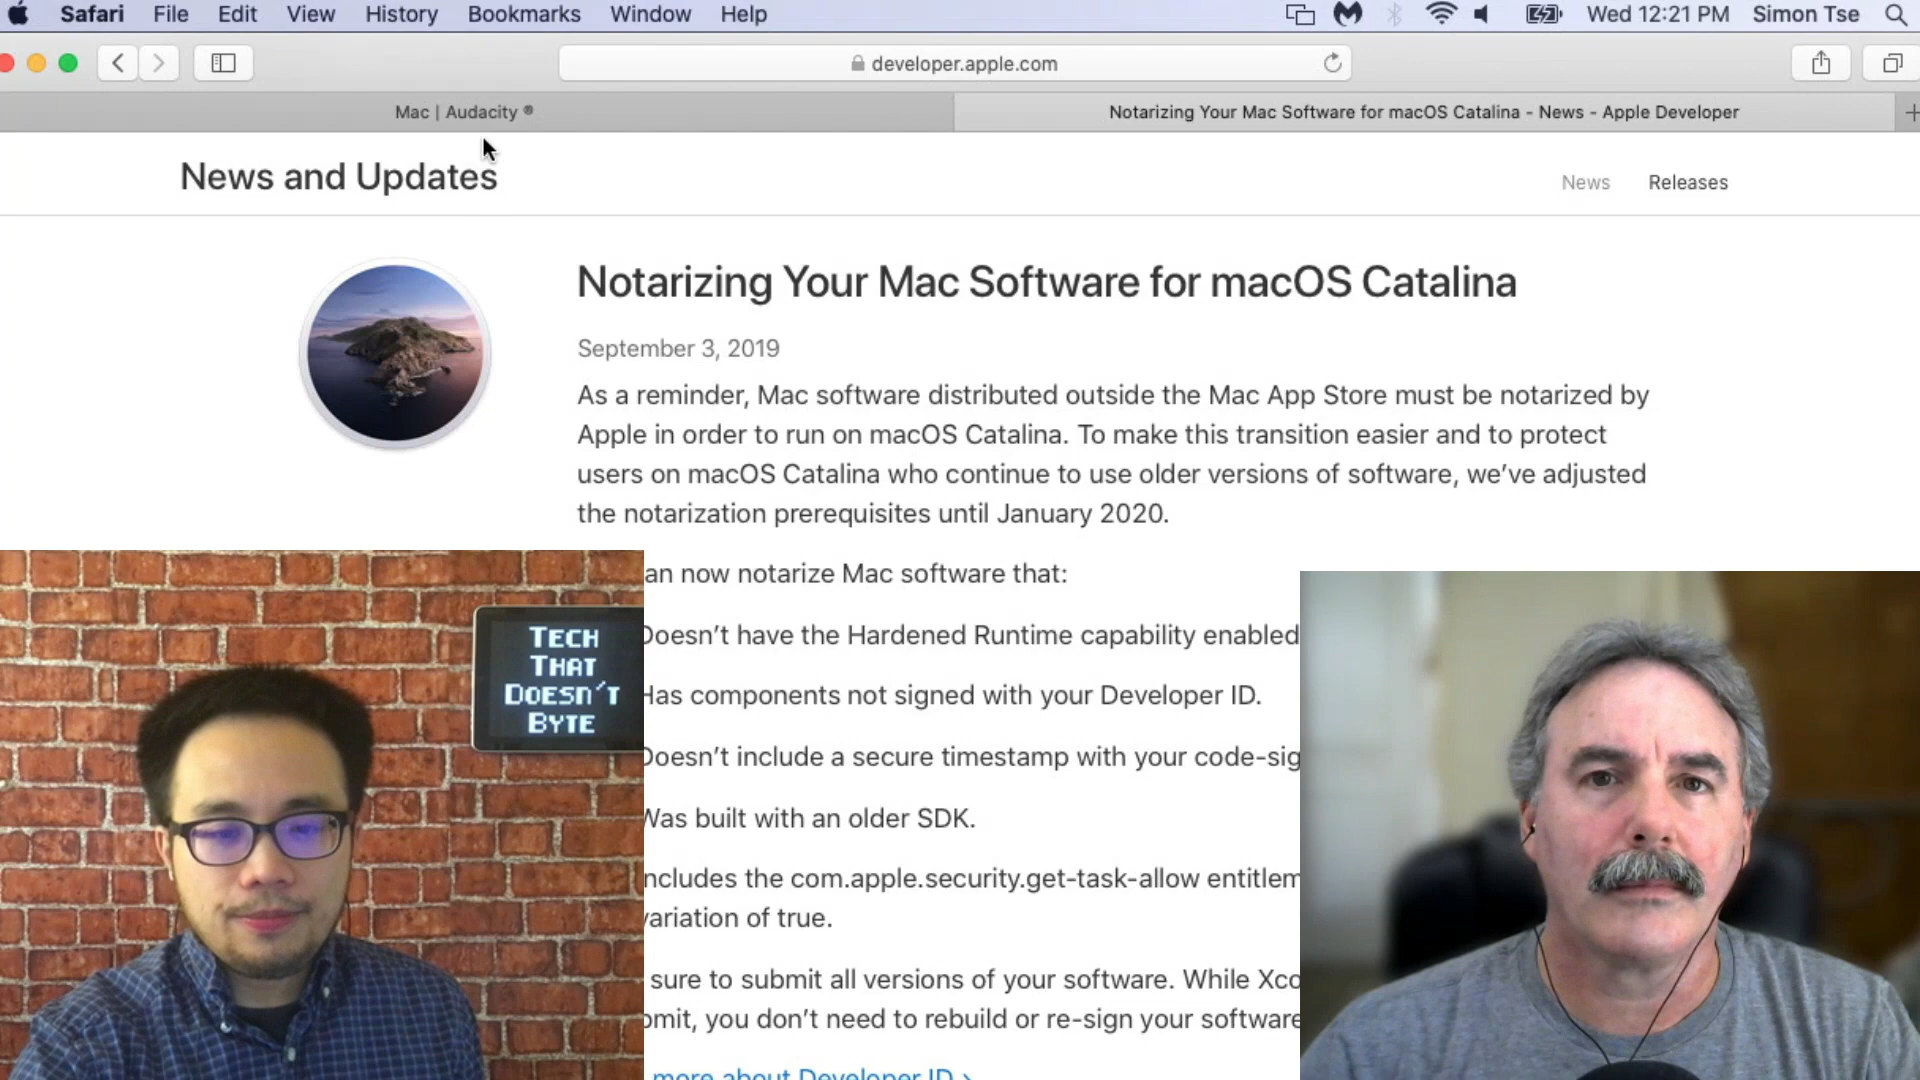 Safari File Edit View History Bookmarks Window Help Wed 12:21 PM Simon Tse
developer.apple.com
Mac | Audacity ® Notarizing Your Mac Software for macOS Catalina - News - Apple Developer
News and Updates News Releases
Notarizing Your Mac Software for macOS Catalina
September 3, 2019
As a reminder, Mac software distributed outside the Mac App Store must be notarized by
Apple in order to run on macOS Catalina. To make this transition easier and to protect
users on macOS Catalina who continue to use older versions of software, we’ve adjusted
the notarization prerequisites until January 2020.
an now notarize Mac software that:
Doesn’t have the Hardened Runtime capability enabled
Has components not signed with your Developer ID.
Doesn’t include a secure timestamp with your code-sig
Was built with an older SDK.
ncludes the com.apple.security.get-task-allow entitlem
variation of true.
sure to submit all versions of your software. While Xco
omit, you don’t need to rebuild or re-sign your software
more about Developer ID ›
TECH
THAT
DOESN´T
BYTE